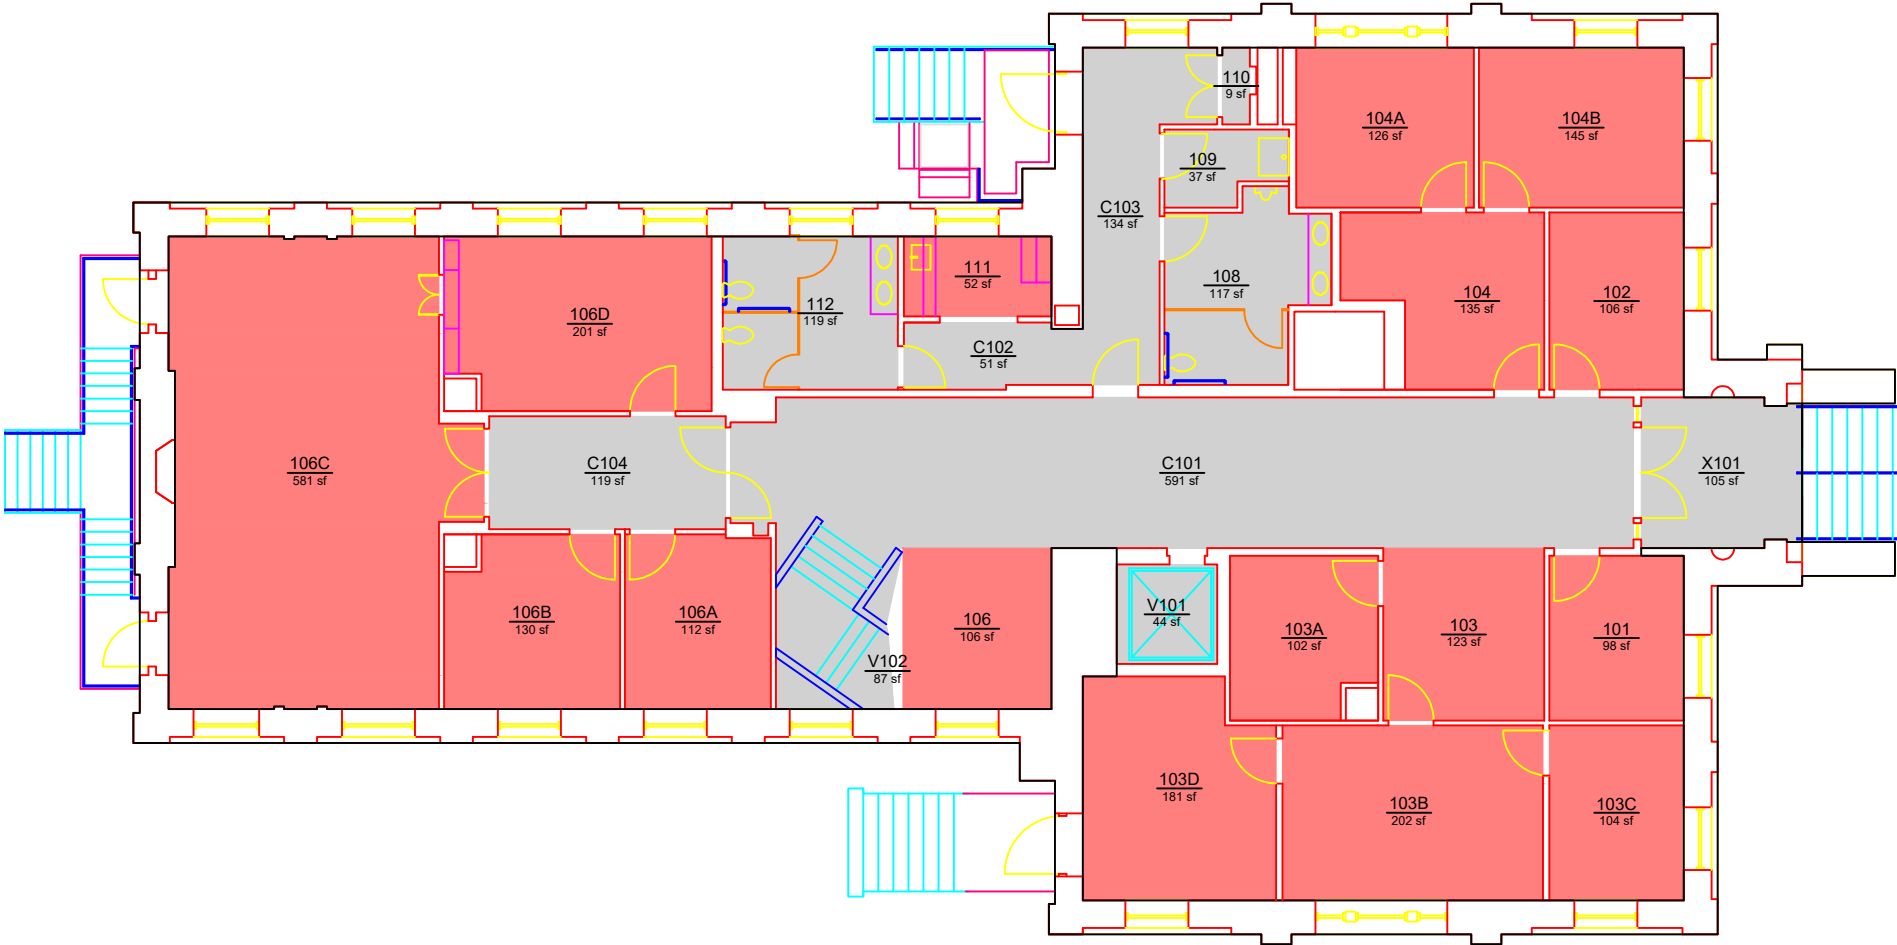 110
9 sf
104A
126 sf
104B
145 sf
109
37 sf
C103
134 sf
111
52 sf
108
117 sf
104
135 sf
102
106 sf
112
119 sf
106D
201 sf
C102
51 sf
106C
581 sf
C104
119 sf
C101
591 sf
X101
105 sf
106B
130 sf
106A
112 sf
V102
87 sf
106
106 sf
V101
44 sf
103A
102 sf
103
123 sf
101
98 sf
103D
181 sf
103B
202 sf
103C
104 sf